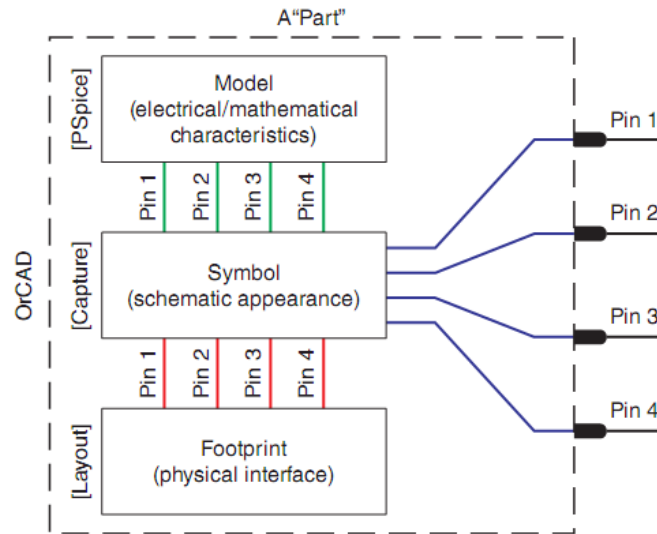 A“Part”
OrCAD
[PSpice]
Model
(electrical/mathematical
characteristics)
Pin 1
Pin 2
Pin 3
Pin 4
[Capture]
Symbol
(schematic appearance)
Pin 1
Pin 2
Pin 3
Pin 4
[Layout]
Footprint
(physical interface)
Pin 1
Pin 2
Pin 3
Pin 4